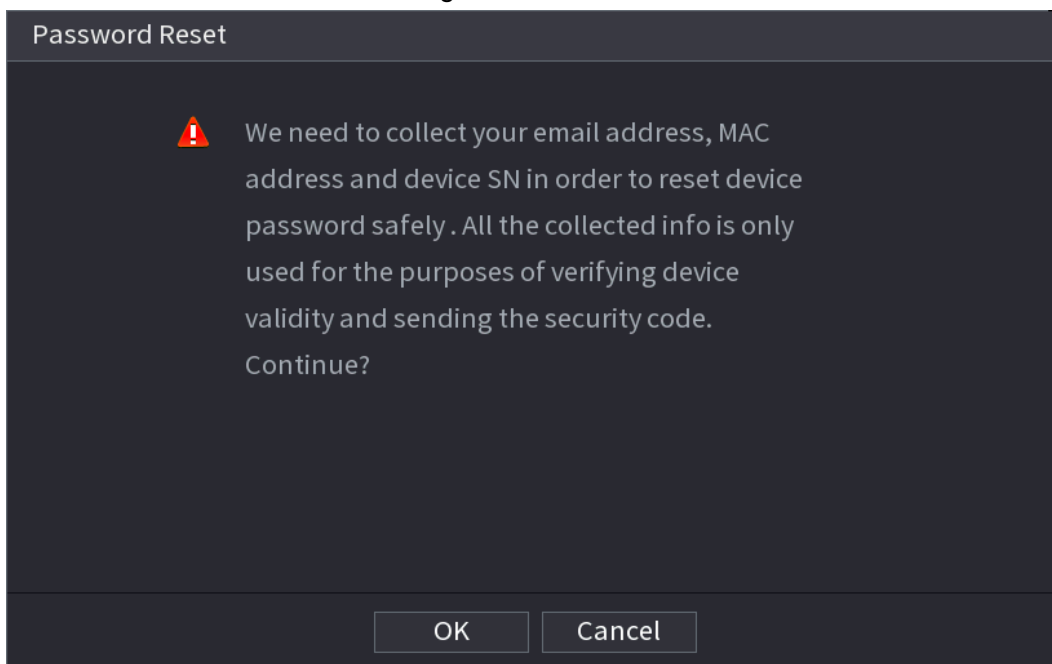 Password Reset
We need to collect your email address, MAC
address and device SN in order to reset device
password safely . All the collected info is only
used for the purposes of verifying device
validity and sending the security code.
Continue?
OK
Cancel